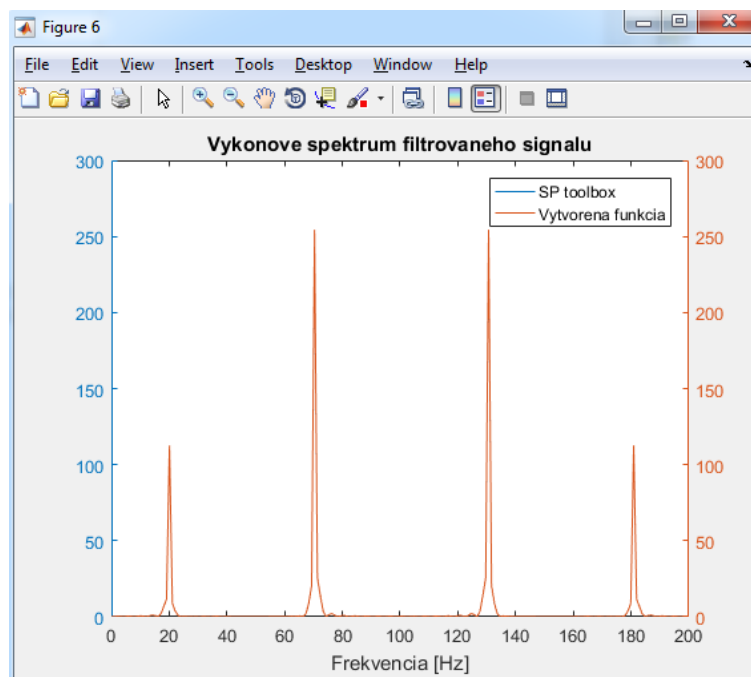 Figure 6
File Edit View Insert Tools Desktop Window Help
Vykonove spektrum filtrovaneho signalu
300
250
200
150
100
50
0
300
250
200
150
100
50
0
SP toolbox
Vytvorena funkcia
0 20 40 60 80 100 120 140 160 180 200
Frekvencia [Hz]